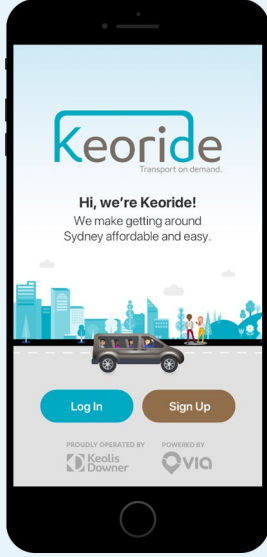 Keoride
Transport on demand.
Hi, we're Keoride!
We make getting around
Sydney affordable and easy.
Log In
Sign Up
PROUDLY OPERATED BY
Keolis
Downer
POWERED BY
via